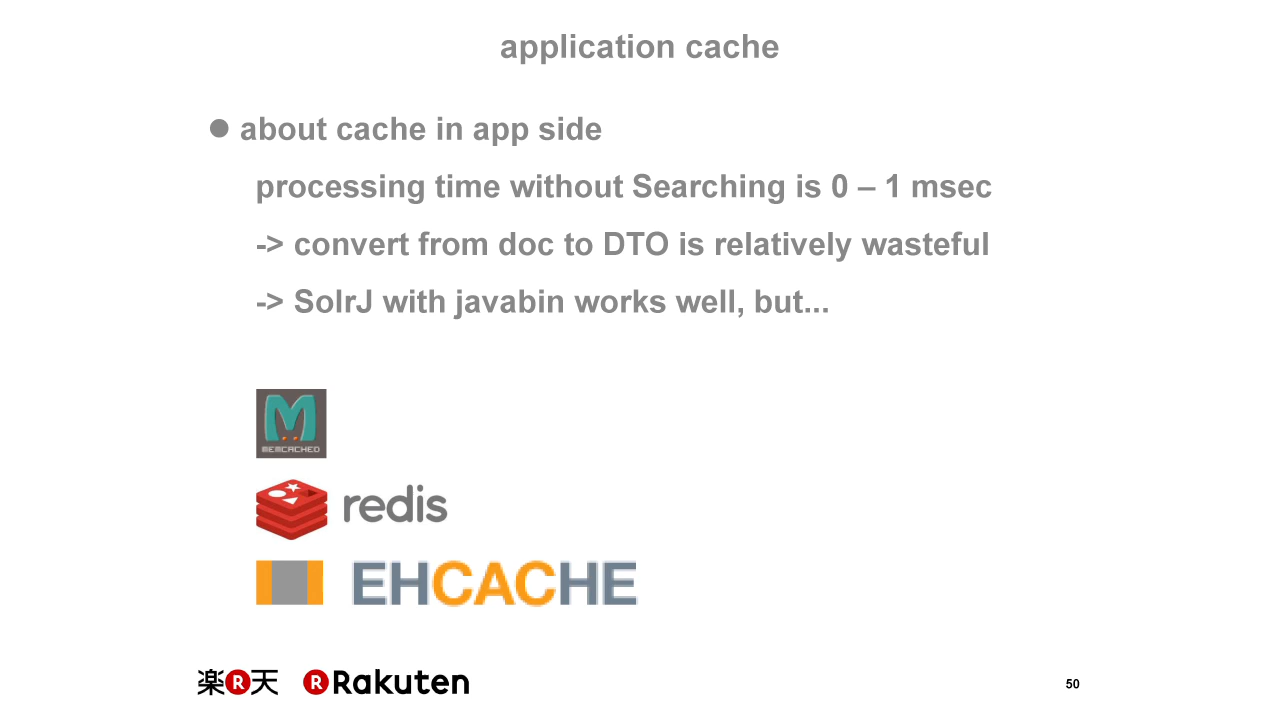 application cache
● about cache in app side
processing time without Searching is 0 – 1 msec
-> convert from doc to DTO is relatively wasteful
-> SolrJ with javabin works well, but...
MEMCACHED
redis
EHCACHE
楽R天 R Rakuten
50